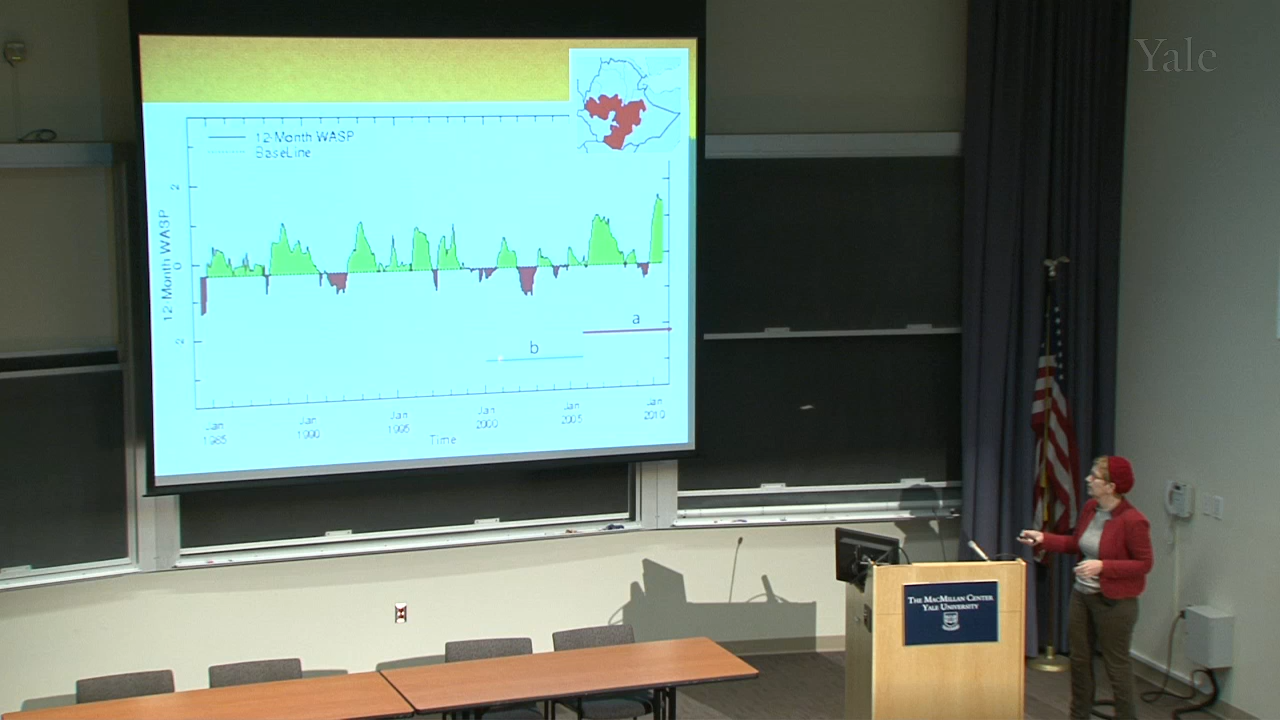 Yale
12-Month WASP
BaseLine
2
12 Month WASP
0
2
a
b
Jan
1985
Jan
1990
Jan
1995
Jan
2000
Jan
2005
Jan
2010
Time
THE MACMILLAN CENTER
YALE UNIVERSITY